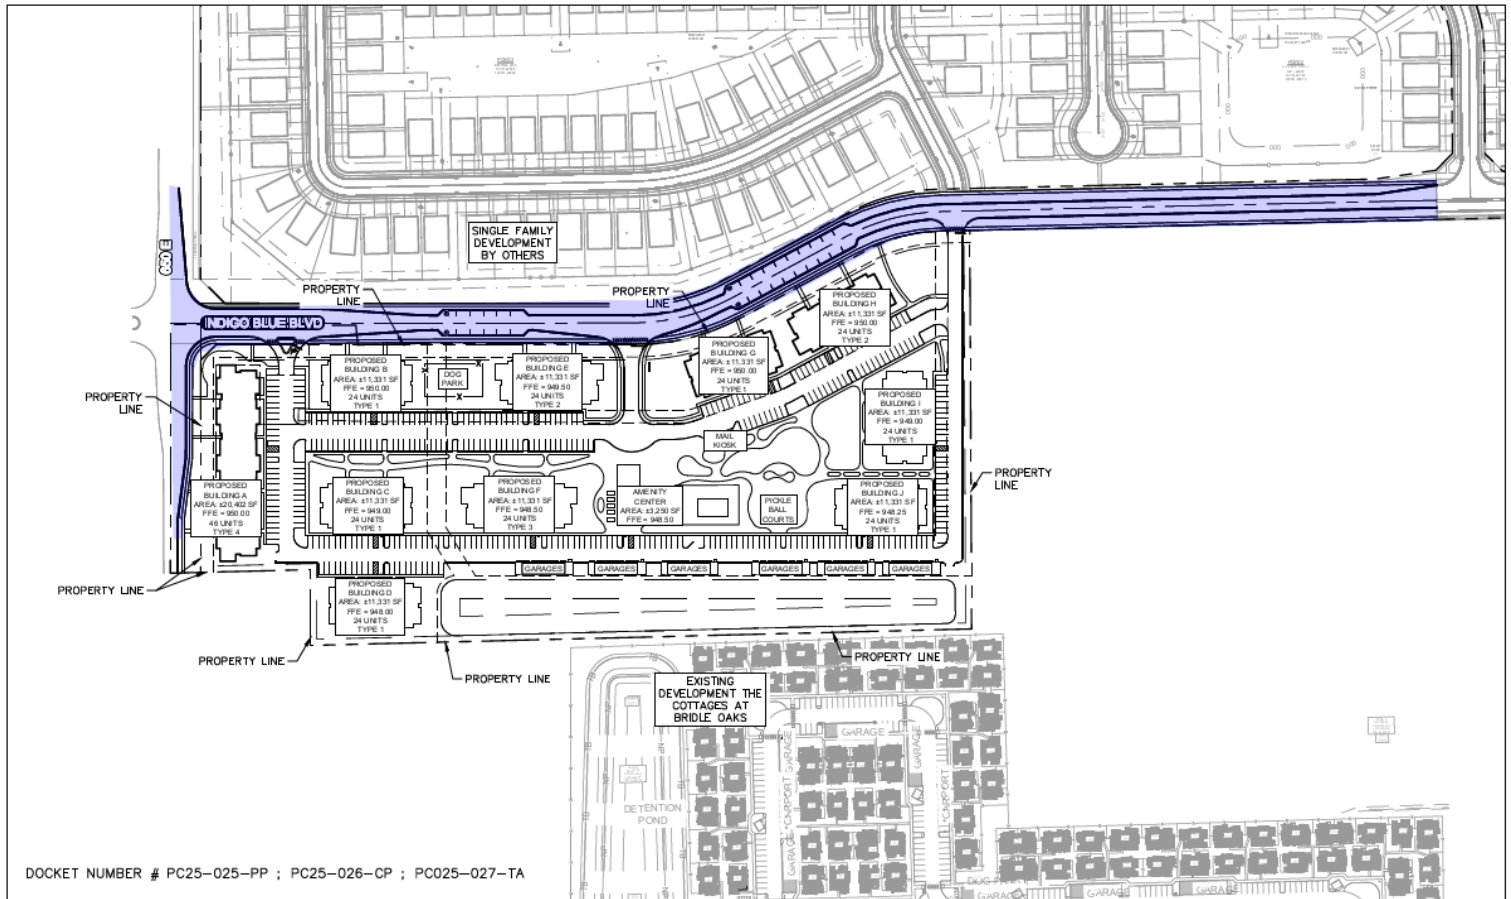 SINGLE FAMILY
DEVELOPMENT
BY OTHERS
650 E
PROPERTY
LINE
PROPERTY
LINE
INDIGO BLUE BLVD
PROPOSED
BUILDING H
AREA: ±11,331 SF
FFE = 950.00
24 UNITS
TYPE 2
PROPOSED
BUILDING G
AREA: ±11,331 SF
FFE = 950.00
24 UNITS
TYPE 1
PROPOSED
BUILDING B
AREA: ±11,331 SF
FFE = 950.00
24 UNITS
TYPE 1
DOG
PARK
PROPOSED
BUILDING E
AREA: ±11,331 SF
FFE = 949.50
24 UNITS
TYPE 2
PROPERTY
LINE
PROPOSED
BUILDING I
AREA: ±11,331 SF
FFE = 949.00
24 UNITS
TYPE 1
MAIL
KIOSK
PROPERTY
LINE
PROPOSED
BUILDING A
AREA: ±20,402 SF
FFE = 950.00
46 UNITS
TYPE 4
PROPOSED
BUILDING C
AREA: ±11,331 SF
FFE = 949.00
24 UNITS
TYPE 1
PROPOSED
BUILDING F
AREA: ±11,331 SF
FFE = 948.50
24 UNITS
TYPE 3
AMENITY
CENTER
AREA: ±3,250 SF
FFE = 948.50
PICKLE
BALL
COURTS
PROPOSED
BUILDING J
AREA: ±11,331 SF
FFE = 948.25
24 UNITS
TYPE 1
GARAGES
GARAGES
GARAGES
GARAGES
GARAGES
GARAGES
PROPERTY LINE
PROPOSED
BUILDING D
AREA: ±11,331 SF
FFE = 948.00
24 UNITS
TYPE 1
PROPERTY LINE
PROPERTY LINE
PROPERTY LINE
EXISTING
DEVELOPMENT THE
COTTAGES AT
BRIDLE OAKS
GARAGE
GARAGE
GARAGE
CARPORT
CARPORT
DETENTION
POND
GARAGE
GARAGE
GARAGE
GARAGE
DOCKET NUMBER # PC25-025-PP ; PC25-026-CP ; PC025-027-TA